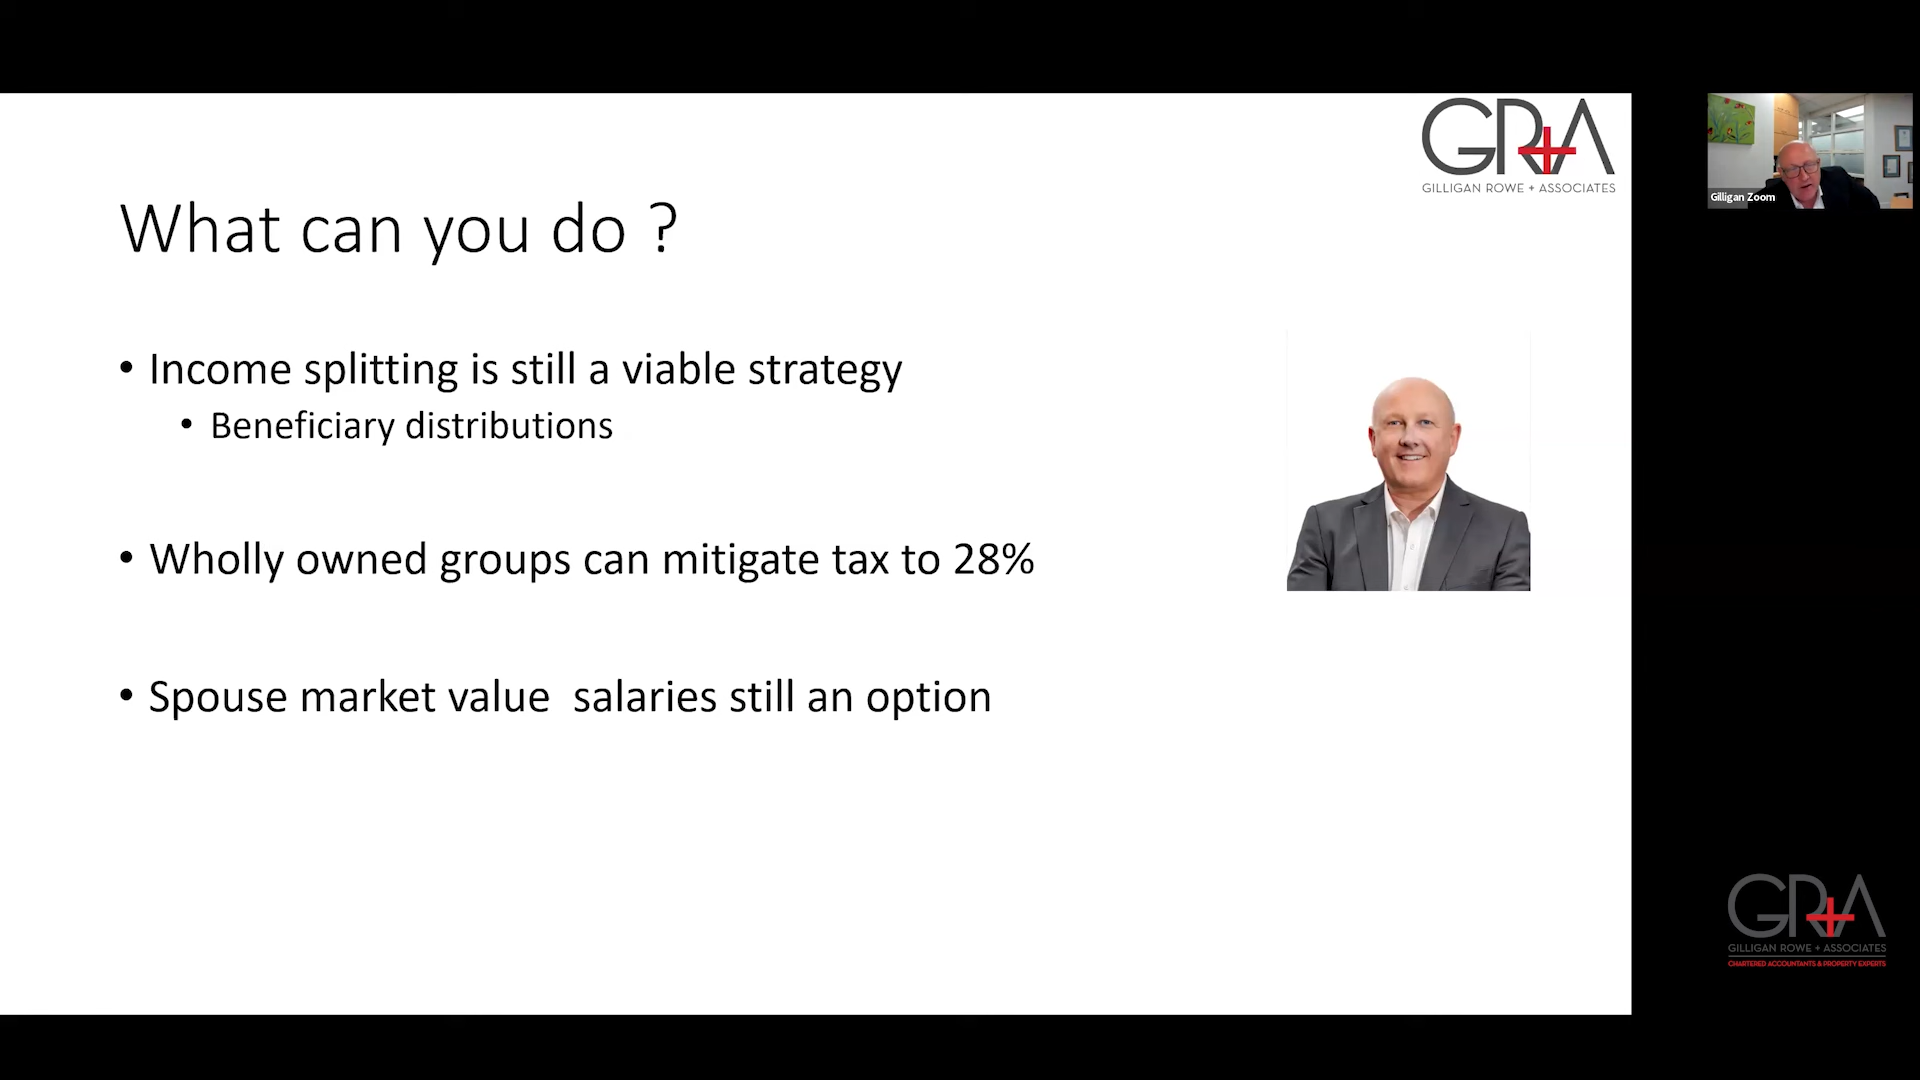 GR+A
GILLIGAN ROWE + ASSOCIATES
Gilligan Zoom
What can you do ?
• Income splitting is still a viable strategy
• Beneficiary distributions
• Wholly owned groups can mitigate tax to 28%
• Spouse market value  salaries still an option
GR+A
GILLIGAN ROWE + ASSOCIATES
CHARTERED ACCOUNTANTS & PROPERTY EXPERTS